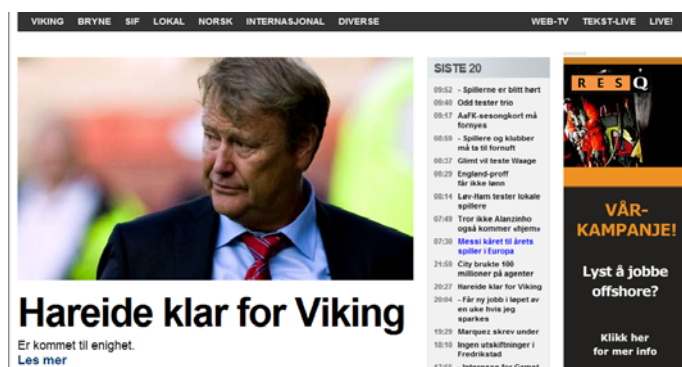 VIKING BRYNE SIF LOKAL NORSK INTERNASJONAL DIVERSE WEB-TV TEKST-LIVE LIVE!
Hareide klar for Viking
Er kommet til enighet.
Les mer
SISTE 20
09:52 - Spillerne er blitt hørt
09:40 Odd tester trio
09:17 AaFK-sesongkort må
fornyes
08:59 - Spillere og klubber
må ta til fornuft
08:37 Glimt vil teste Waage
08:29 England-proff
får ikke lønn
08:14 Løv-Ham tester lokale
spillere
07:49 Tror ikke Alanzinho
også kommer «hjem»
07:30 Messi kåret til årets
spiller i Europa
21:59 City brukte 100
millioner på agenter
20:27 Hareide klar for Viking
20:04 - Får ny jobb i løpet av
en uke hvis jeg
sparkes
19:29 Marquez skrev under
18:10 Ingen utskiftninger i
Fredrikstad
RESQ
VÅR-
KAMPANJE!
Lyst å jobbe
offshore?
Klikk her
for mer info